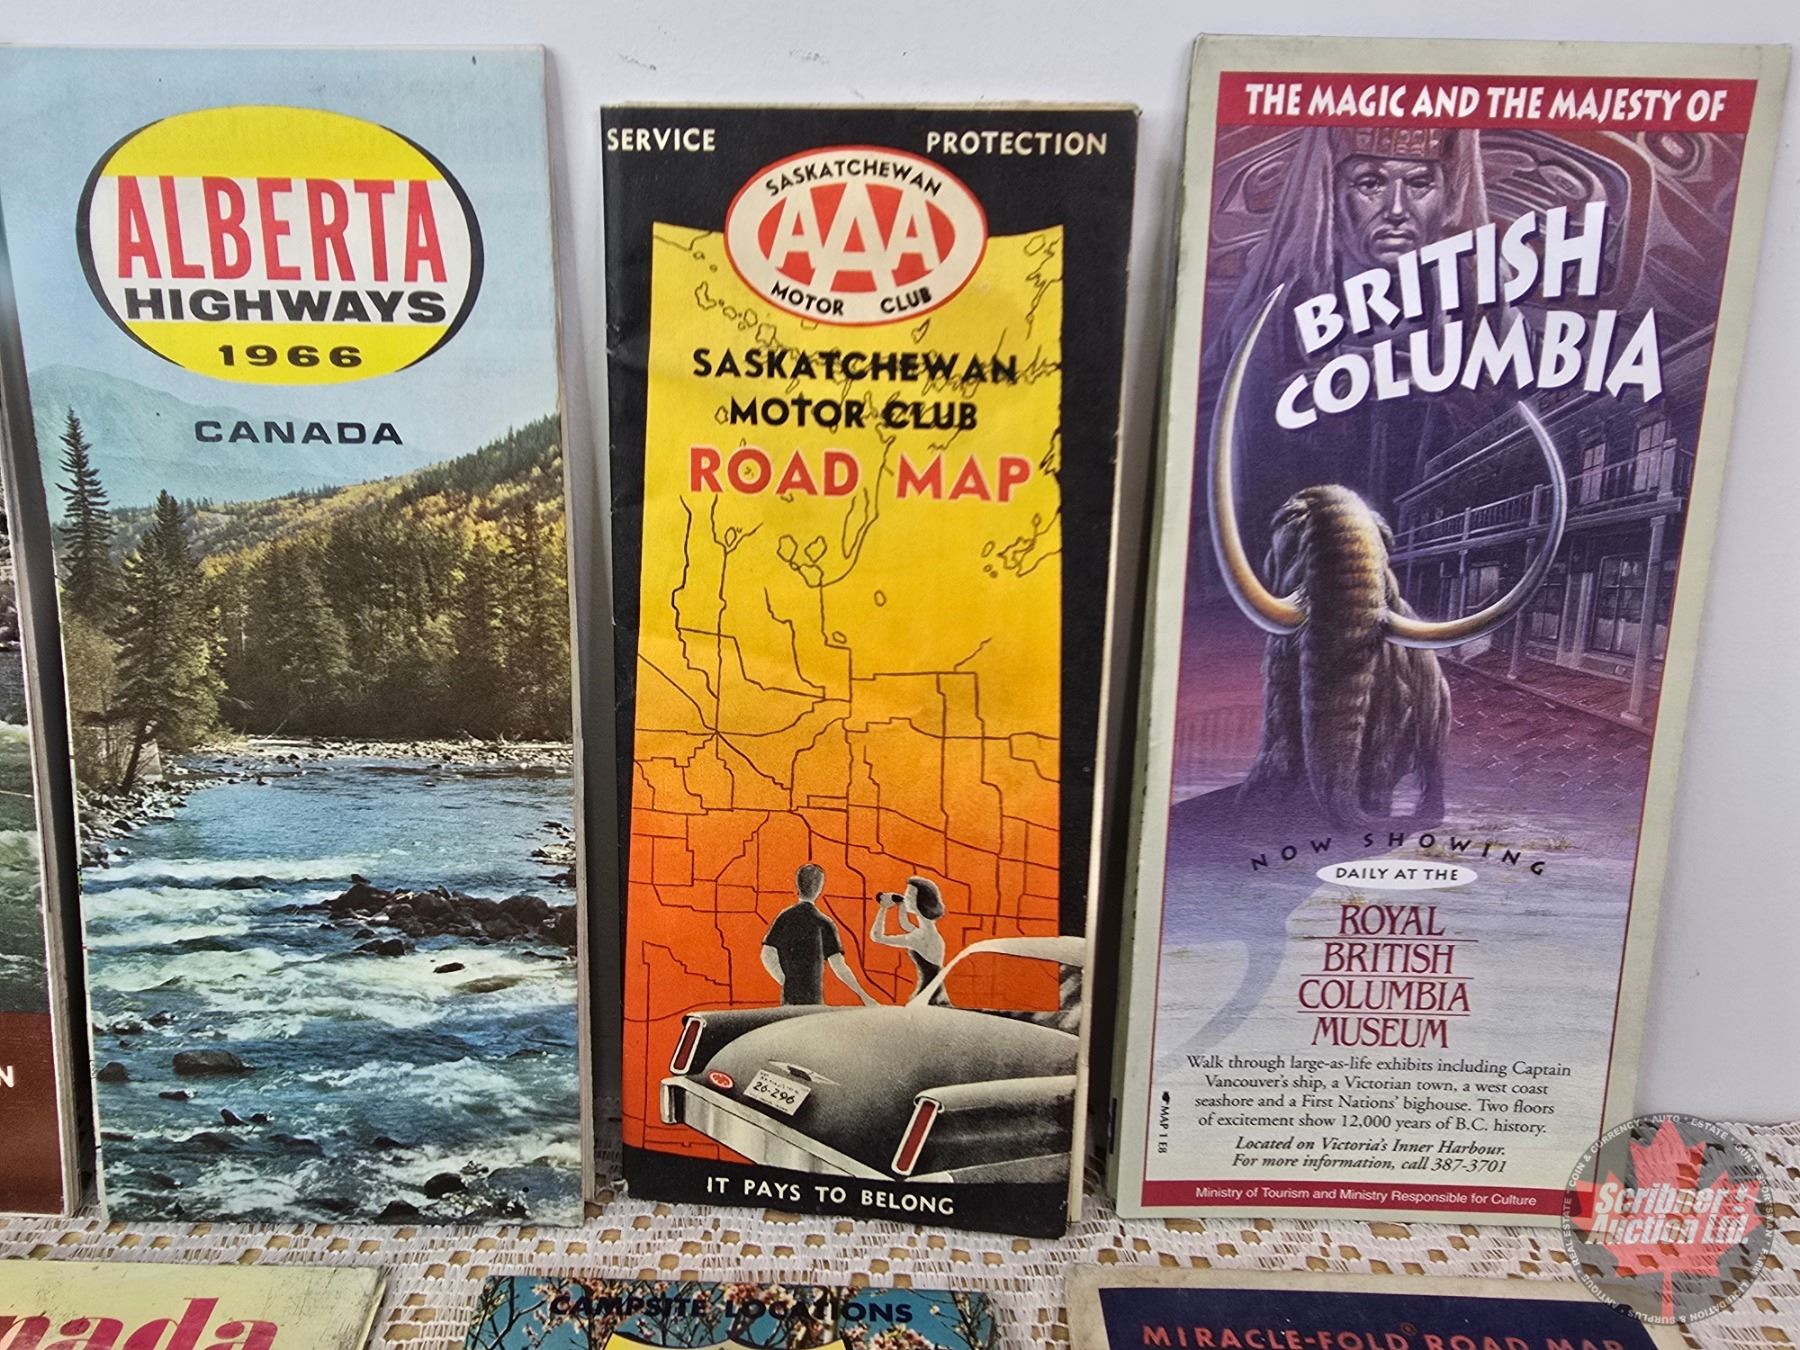 ALBERTA
HIGHWAYS
1966
CANADA
N
SERVICE PROTECTION
SASKATCHEWAN
AAA
MOTOR CLUB
SASKATCHEWAN
MOTOR CLUB
ROAD MAP
26-296
IT PAYS TO BELONG
THE MAGIC AND THE MAJESTY OF
BRITISH
COLUMBIA
NOW SHOWING
DAILY AT THE
ROYAL
BRITISH
COLUMBIA
MUSEUM
Walk through large-as-life exhibits including Captain
Vancouver's ship, a Victorian town, a west coast
seashore and a First Nations' bighouse. Two floors
of excitement show 12,000 years of B.C. history.
Located on Victoria's Inner Harbour.
For more information, call 387-3701
MAP 1 E8
Ministry of Tourism and Ministry Responsible for Culture
nada
CAMPSITE LOCATIONS
MIRACLE-FOLD® ROAD MAP
Scribner's
Auction Ltd.